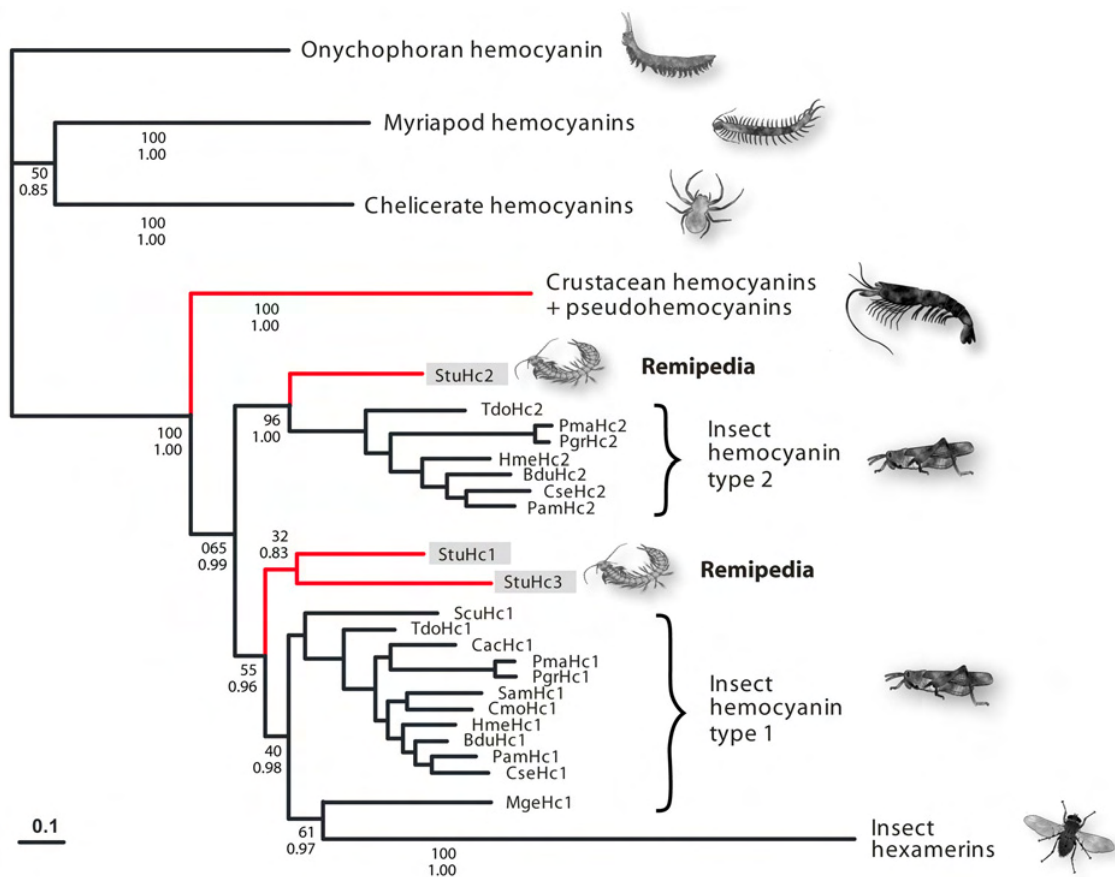 Onychophoran hemocyanin
100
1.00
Myriapod hemocyanins
50
0.85
100
1.00
Chelicerate hemocyanins
Crustacean hemocyanins
+ pseudohemocyanins
100
1.00
StuHc2
Remipedia
96
1.00
TdoHc2
PmaHc2
PgrHc2
HmeHc2
BduHc2
CseHc2
PamHc2
Insect
hemocyanin
type 2
100
1.00
065
0.99
32
0.83
StuHc1
StuHc3
Remipedia
ScuHc1
TdoHc1
CacHc1
PmaHc1
PgrHc1
SamHc1
CmoHc1
HmeHc1
BduHc1
PamHc1
CseHc1
MgeHc1
Insect
hemocyanin
type 1
55
0.96
40
0.98
61
0.97
100
1.00
Insect
hexamerins
0.1